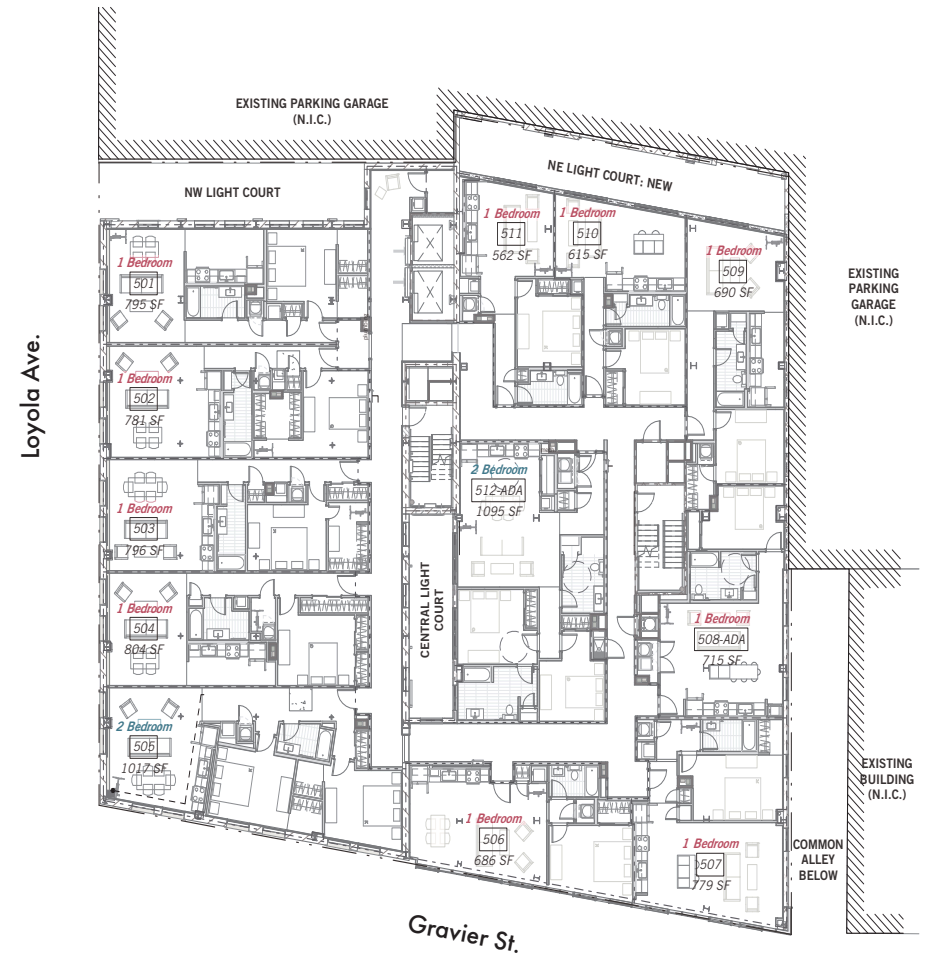 EXISTING PARKING GARAGE
(N.I.C.)
NW LIGHT COURT
NE LIGHT COURT: NEW
1 Bedroom
501
795 SF
1 Bedroom
511
562 SF
1 Bedroom
510
615 SF
1 Bedroom
509
690 SF
EXISTING
PARKING
GARAGE
(N.I.C.)
Loyola Ave.
1 Bedroom
502
781 SF
1 Bedroom
503
796 SF
2 Bedroom
512-ADA
1095 SF
CENTRAL LIGHT
COURT
1 Bedroom
504
804 SF
1 Bedroom
508-ADA
715 SF
2 Bedroom
505
1017 SF
1 Bedroom
506
686 SF
1 Bedroom
507
779 SF
EXISTING
BUILDING
(N.I.C.)
COMMON
ALLEY
BELOW
Gravier St.